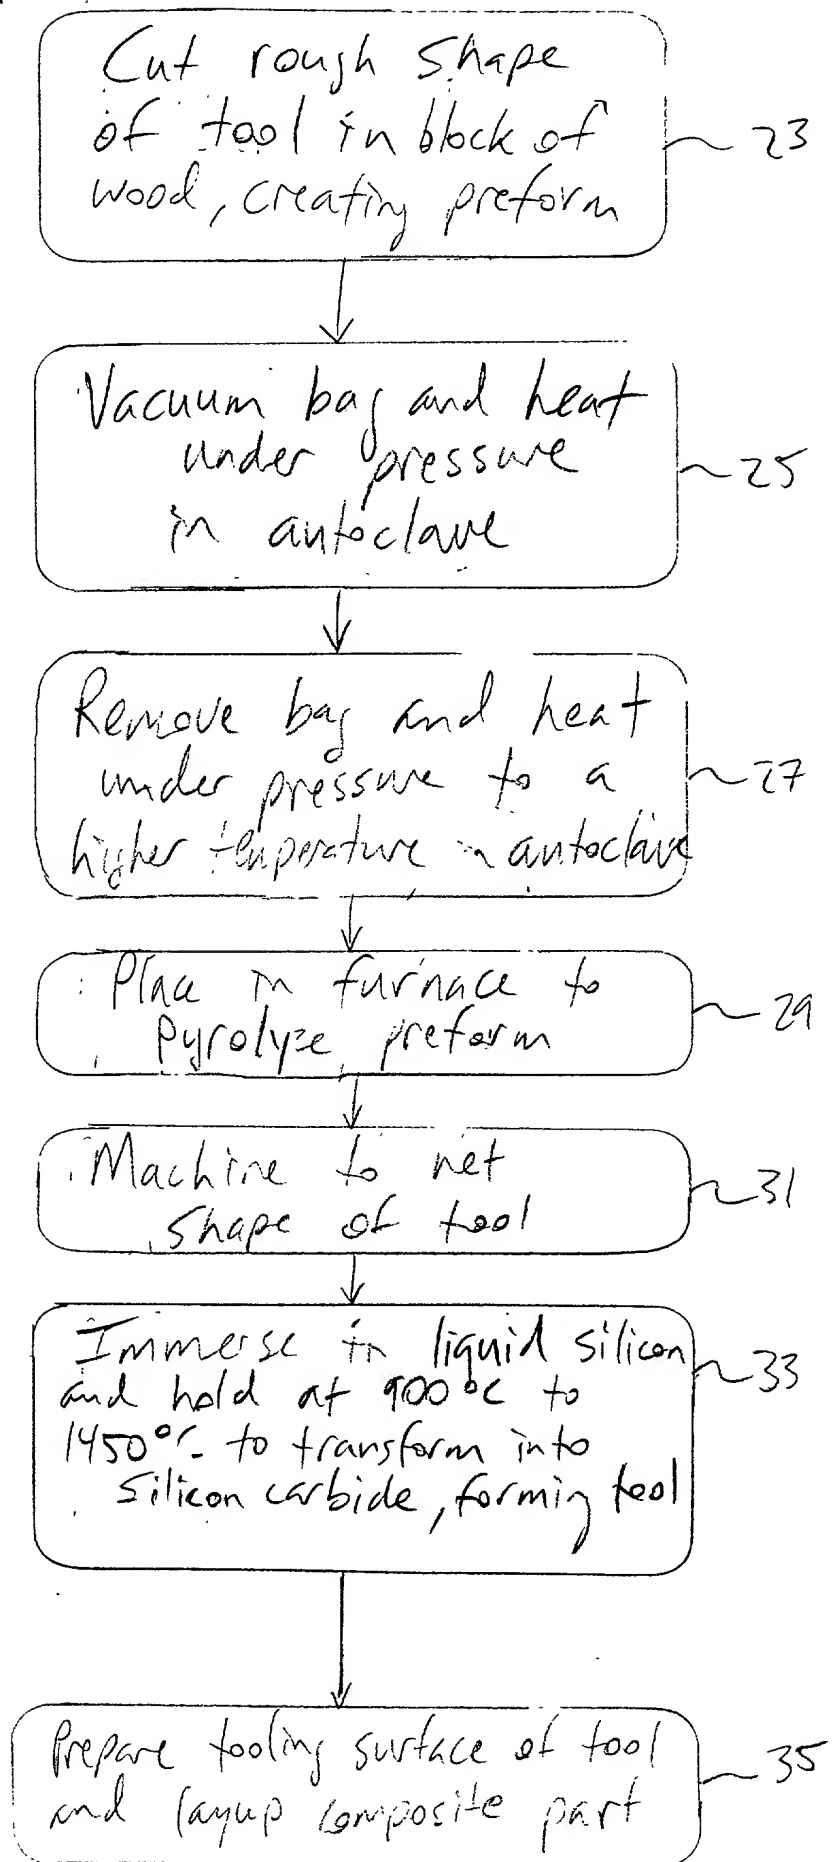 Cut rough shape
of tool in block of 23
wood, creating preform
Vacuum bag and heat
under pressure 25
in autoclave
Remove bag and heat
under pressure to a 27
higher temperature in autoclave
Place in furnace to
pyrolyze preform 29
Machine to net
shape of tool 31
Immerse in liquid silicon
and hold at 900°C to 33
1450°C to transform into
silicon carbide, forming tool
Prepare tooling surface of tool
and layup composite part 35